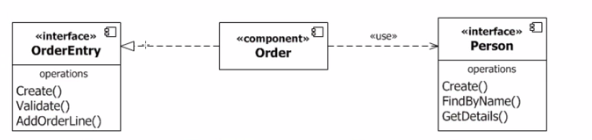 «interface»
OrderEntry
operations
Create()
Validate()
AddOrderLine()
«component»
Order
«use»
«interface»
Person
operations
Create()
FindByName()
GetDetails()